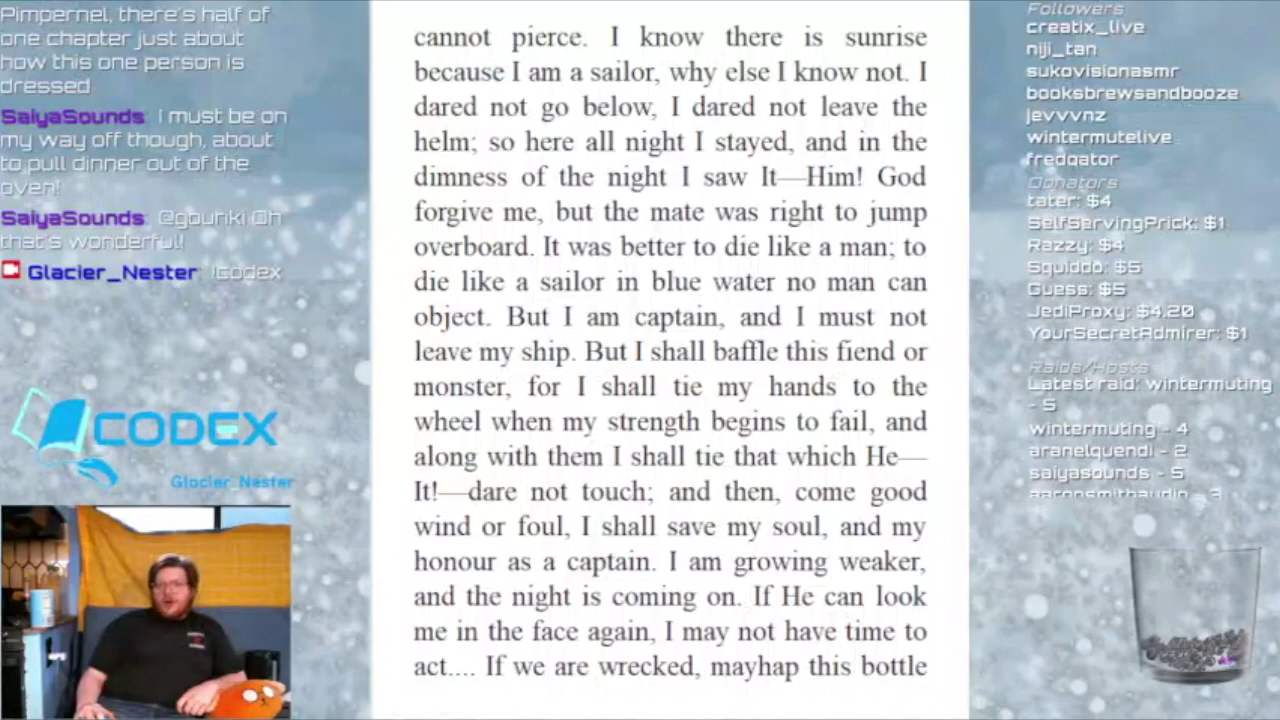 Pimpernel, there's half of
one chapter just about
how this one person is
dressed.
SaiyaSounds: I must be on
my way off though, about
to pull dinner out of the
oven!
SaiyaSounds: @gouriki Oh
that's wonderful!
Glacier_Nester: !codex
CODEX
Glacier_Nester
cannot pierce. I know there is sunrise
because I am a sailor, why else I know not. I
dared not go below, I dared not leave the
helm; so here all night I stayed, and in the
dimness of the night I saw It—Him! God
forgive me, but the mate was right to jump
overboard. It was better to die like a man; to
die like a sailor in blue water no man can
object. But I am captain, and I must not
leave my ship. But I shall baffle this fiend or
monster, for I shall tie my hands to the
wheel when my strength begins to fail, and
along with them I shall tie that which He—
It!—dare not touch; and then, come good
wind or foul, I shall save my soul, and my
honour as a captain. I am growing weaker,
and the night is coming on. If He can look
me in the face again, I may not have time to
act.... If we are wrecked, mayhap this bottle
Followers
creatix_live
niji_tan
sukovisionasmr
booksbrewsandbooze
jevvvnz
wintermutelive
fredgator
Donators
tater: $4
SelfServingPrick: $1
Razzy: $4
Squiddo: $5
Guess: $5
JediProxy: $4.20
YourSecretAdmirer: $1
Raids/Hosts
Latest raid: wintermuting
- 5
wintermuting - 4
aranelquendi - 2
saiyasounds - 5
aaronsmithaudio - 3